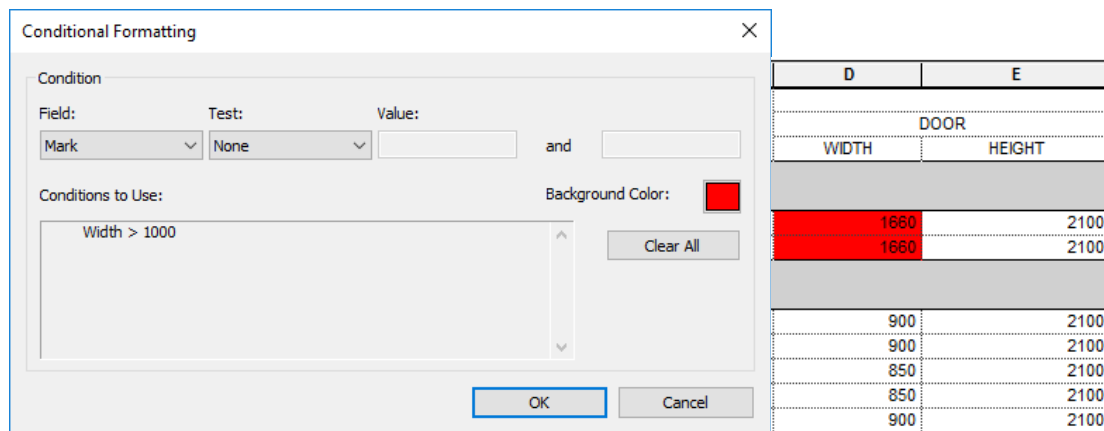 Conditional Formatting
Condition
Field: Test: Value:
Mark None and
Conditions to Use: Background Color:
Width > 1000
Clear All
OK Cancel
D E
DOOR
WIDTH HEIGHT
1660 2100
1660 2100
900 2100
900 2100
850 2100
850 2100
900 2100